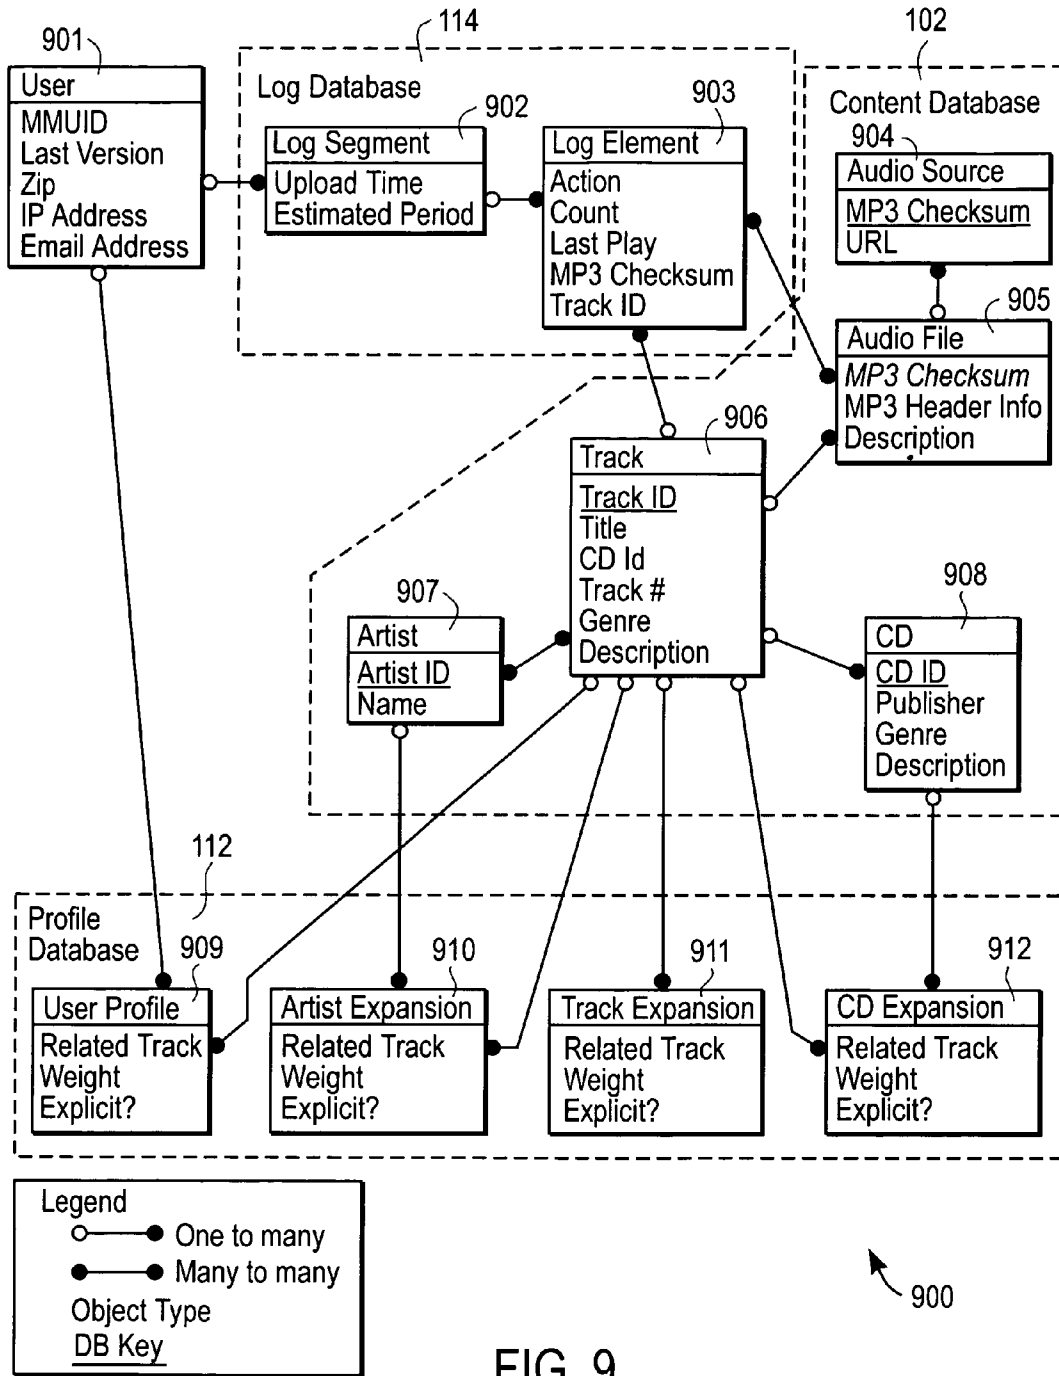 114
901
102
User
MMUID
Last Version
Zip
IP Address
Email Address
Log Database
902
Log Segment
Upload Time
Estimated Period
903
Log Element
Action
Count
Last Play
MP3 Checksum
Track ID
Content Database
904
Audio Source
MP3 Checksum
URL
905
Audio File
MP3 Checksum
MP3 Header Info
Description
906
Track
Track ID
Title
CD Id
Track #
Genre
Description
907
Artist
Artist ID
Name
908
CD
CD ID
Publisher
Genre
Description
112
Profile
Database
909
User Profile
Related Track
Weight
Explicit?
910
Artist Expansion
Related Track
Weight
Explicit?
911
Track Expansion
Related Track
Weight
Explicit?
912
CD Expansion
Related Track
Weight
Explicit?
Legend
One to many
Many to many
Object Type
DB Key
900
FIG. 9